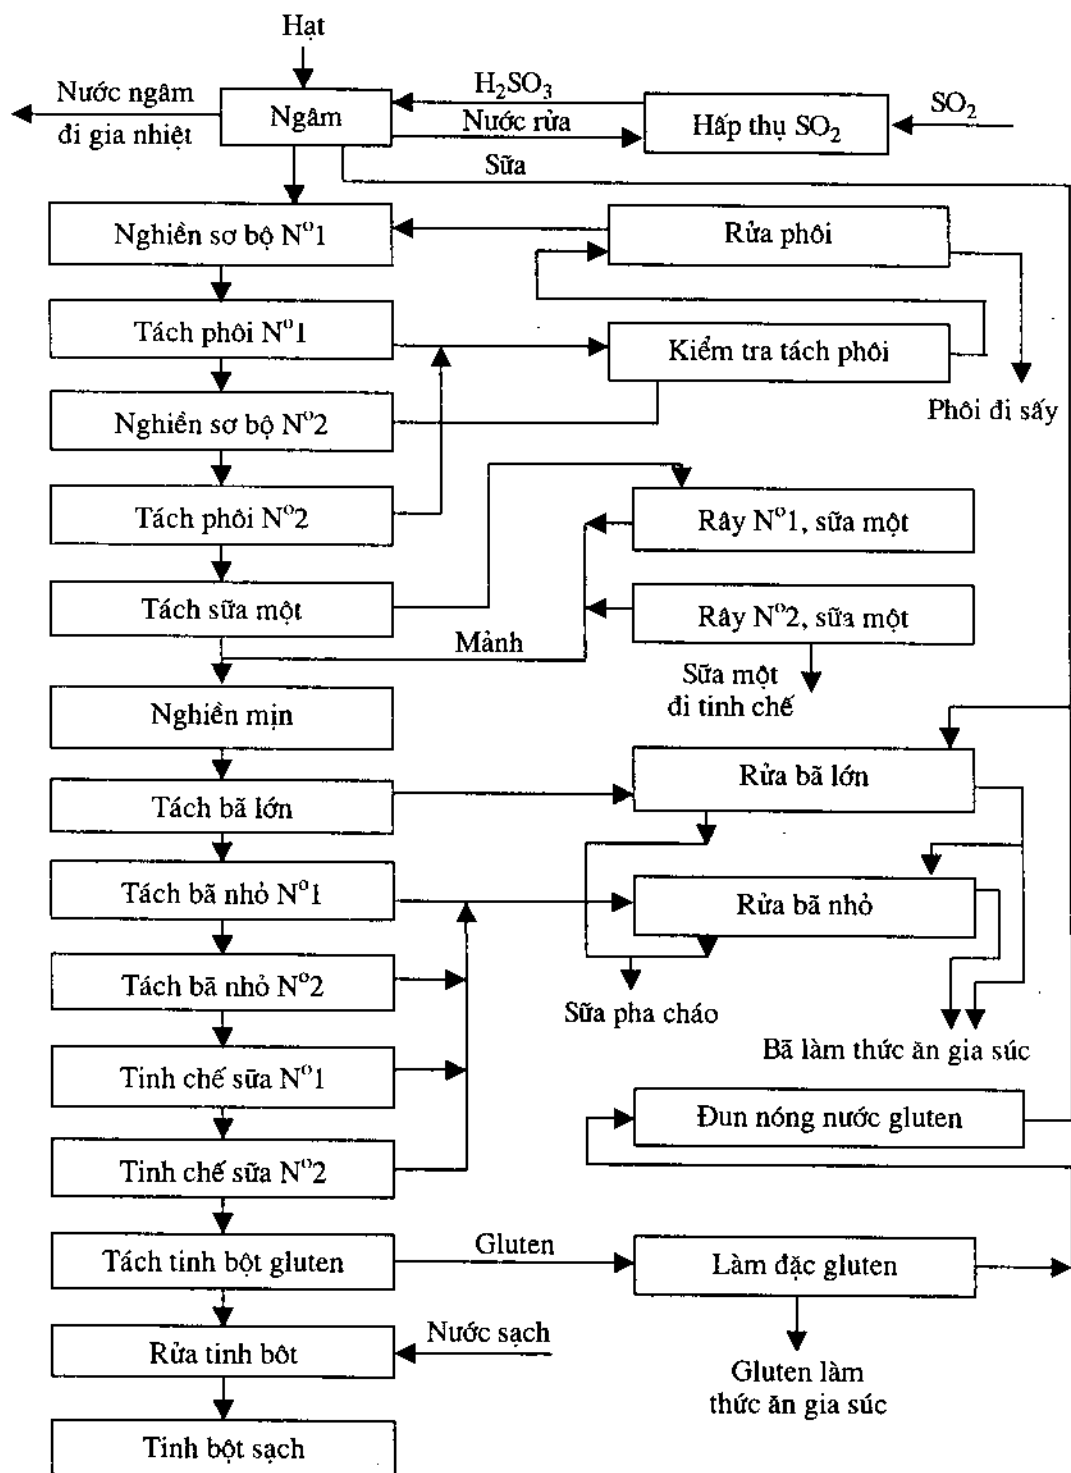 Hạt
Nước ngâm
đi gia nhiệt
Ngâm
H₂SO₃
Nước rửa
Hấp thụ SO₂
SO₂
Sữa
Nghiền sơ bộ Nº1
Rửa phôi
Tách phôi Nº1
Kiểm tra tách phôi
Phôi đi sấy
Nghiền sơ bộ Nº2
Tách phôi Nº2
Rây Nº1, sữa một
Tách sữa một
Rây Nº2, sữa một
Mảnh
Sữa một
đi tinh chế
Nghiền mịn
Tách bã lớn
Rửa bã lớn
Tách bã nhỏ Nº1
Rửa bã nhỏ
Tách bã nhỏ Nº2
Sữa pha cháo
Bã làm thức ăn gia súc
Tinh chế sữa Nº1
Đun nóng nước gluten
Tinh chế sữa Nº2
Tách tinh bột gluten
Gluten
Làm đặc gluten
Rửa tinh bôt
Nước sạch
Gluten làm
thức ăn gia súc
Tinh bột sạch